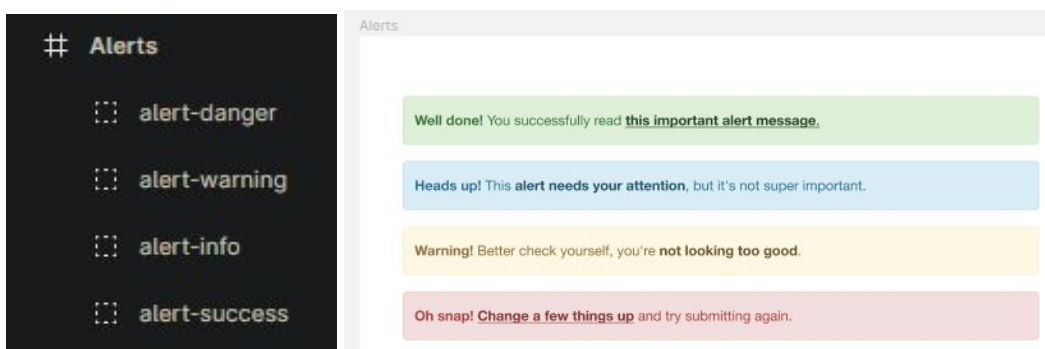 Alerts
alert-danger
alert-warning
alert-info
alert-success
Alerts
Well done! You successfully read this important alert message.
Heads up! This alert needs your attention, but it's not super important.
Warning! Better check yourself, you're not looking too good.
Oh snap! Change a few things up and try submitting again.